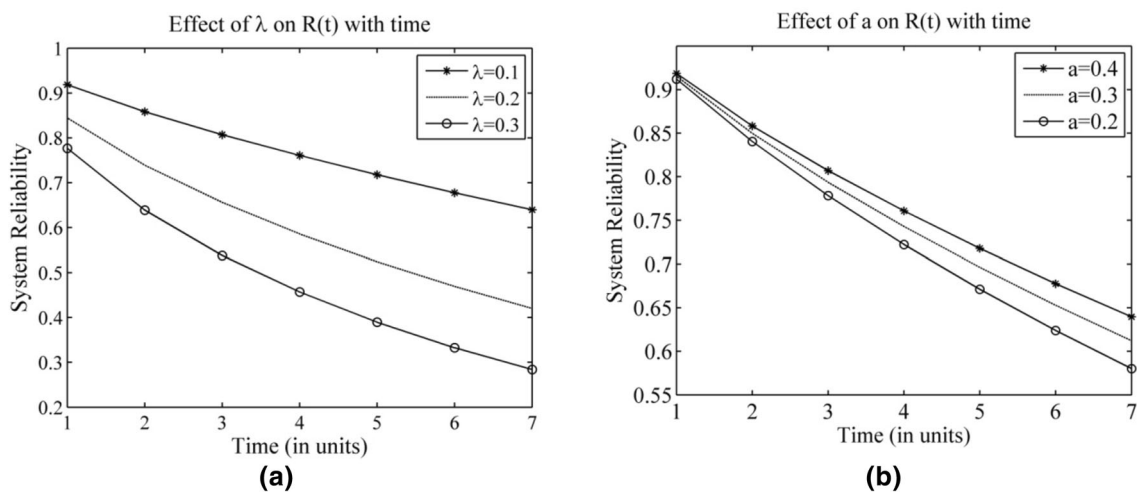 Effect of λ on R(t) with time
1
0.9
0.8
0.7
0.6
0.5
0.4
0.3
0.2
System Reliability
λ=0.1
λ=0.2
λ=0.3
1 2 3 4 5 6 7
Time (in units)
(a)
Effect of a on R(t) with time
0.9
0.85
0.8
0.75
0.7
0.65
0.6
0.55
System Reliability
a=0.4
a=0.3
a=0.2
1 2 3 4 5 6 7
Time (in units)
(b)